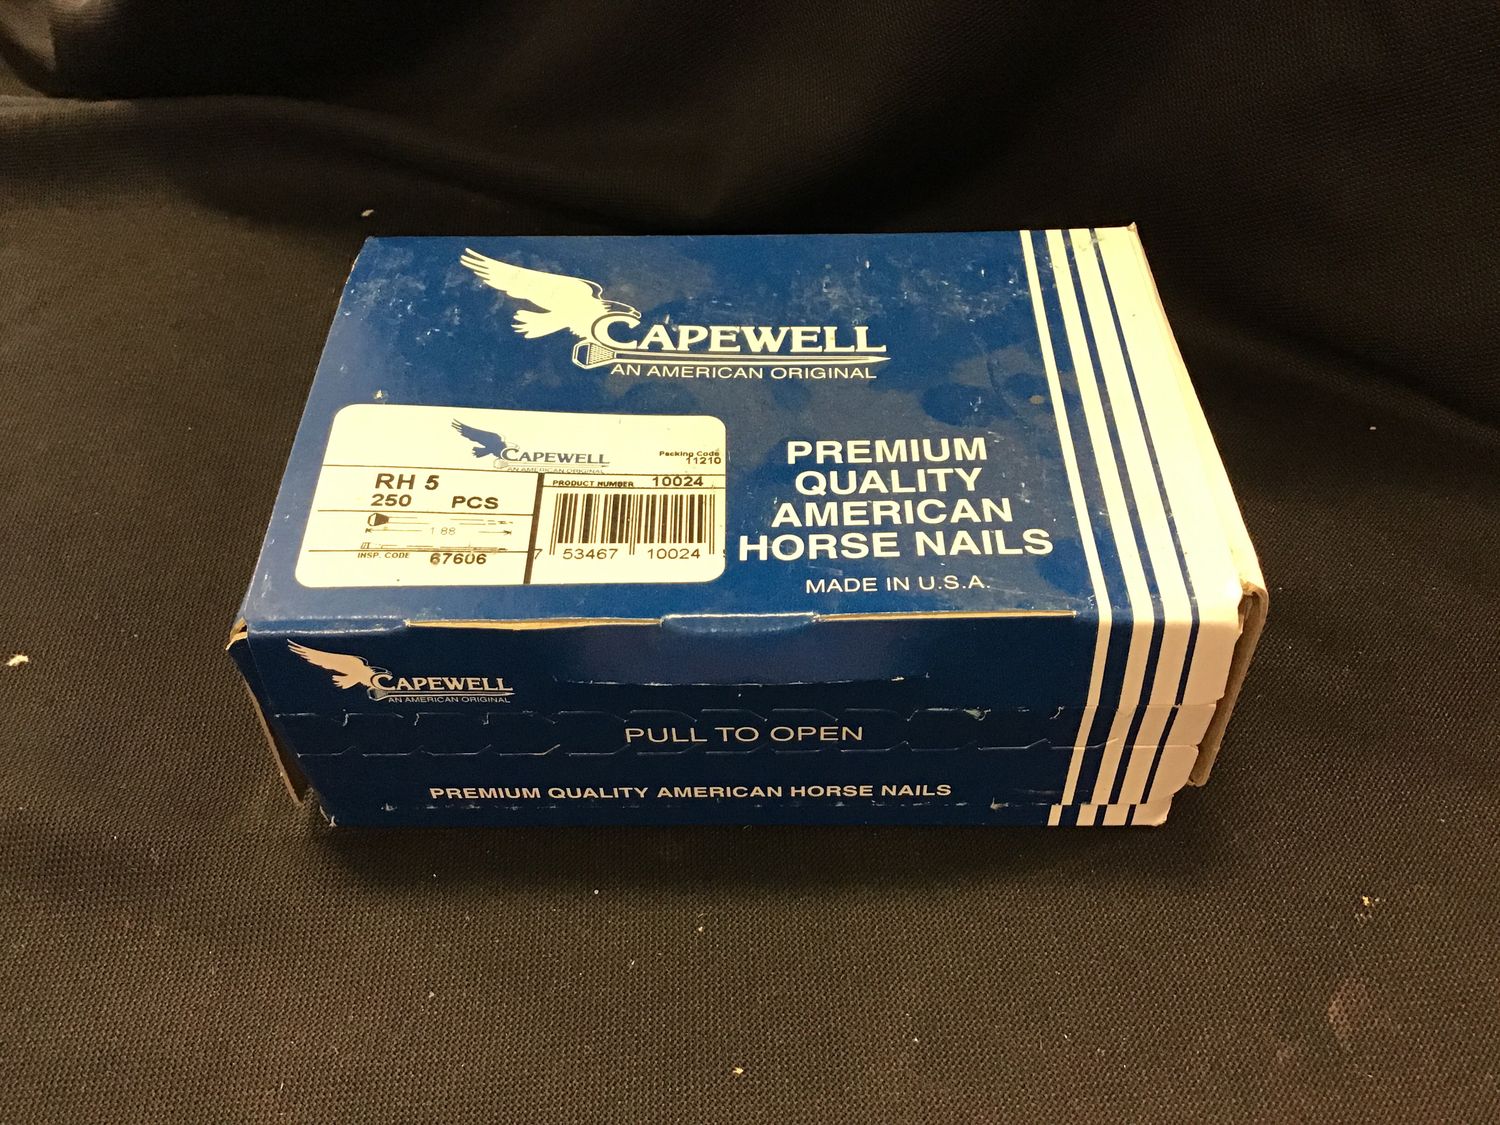 CAPEWELL
AN AMERICAN ORIGINAL
CAPEWELL
AN AMERICAN ORIGINAL
Packing Code
11210
RH 5
250 PCS
1.88
INSP. CODE 67606
PRODUCT NUMBER 10024
7 53467 10024
PREMIUM
QUALITY
AMERICAN
HORSE NAILS
MADE IN U.S.A.
CAPEWELL
AN AMERICAN ORIGINAL
PULL TO OPEN
PREMIUM QUALITY AMERICAN HORSE NAILS